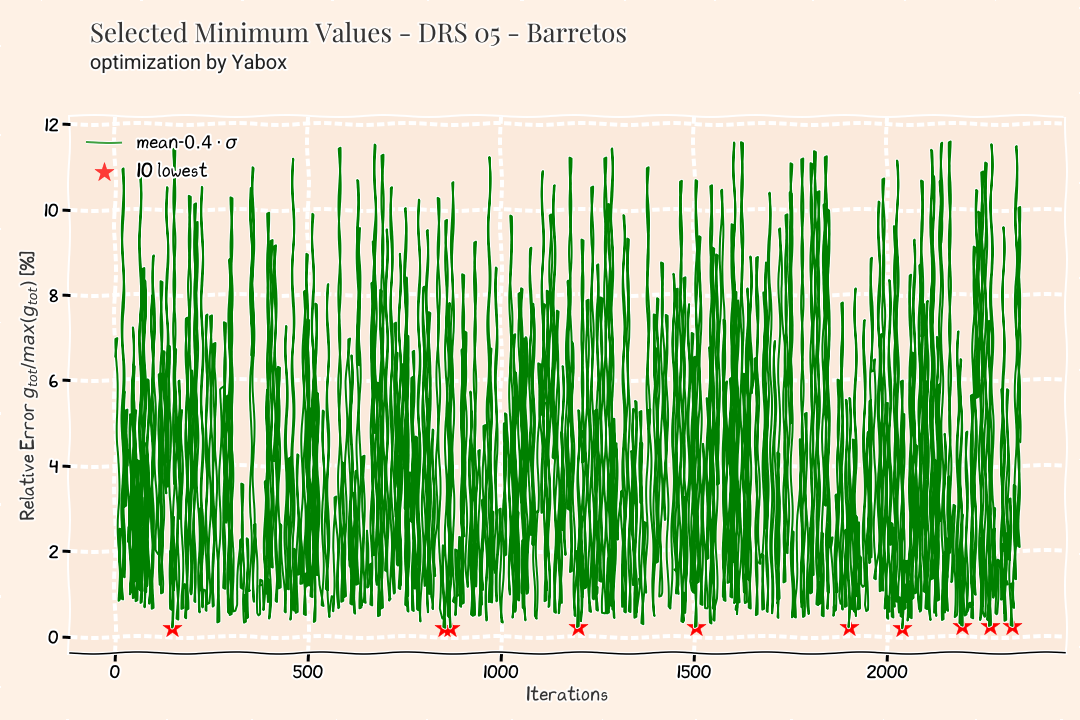 Selected Minimum Values - DRS 05 - Barretos
optimization by Yabox
mean-0.4 · σ
10 lowest
Relative Error g_tot/max(g_tot) [%]
12
10
8
6
4
2
0
0 500 1000 1500 2000
Iterations